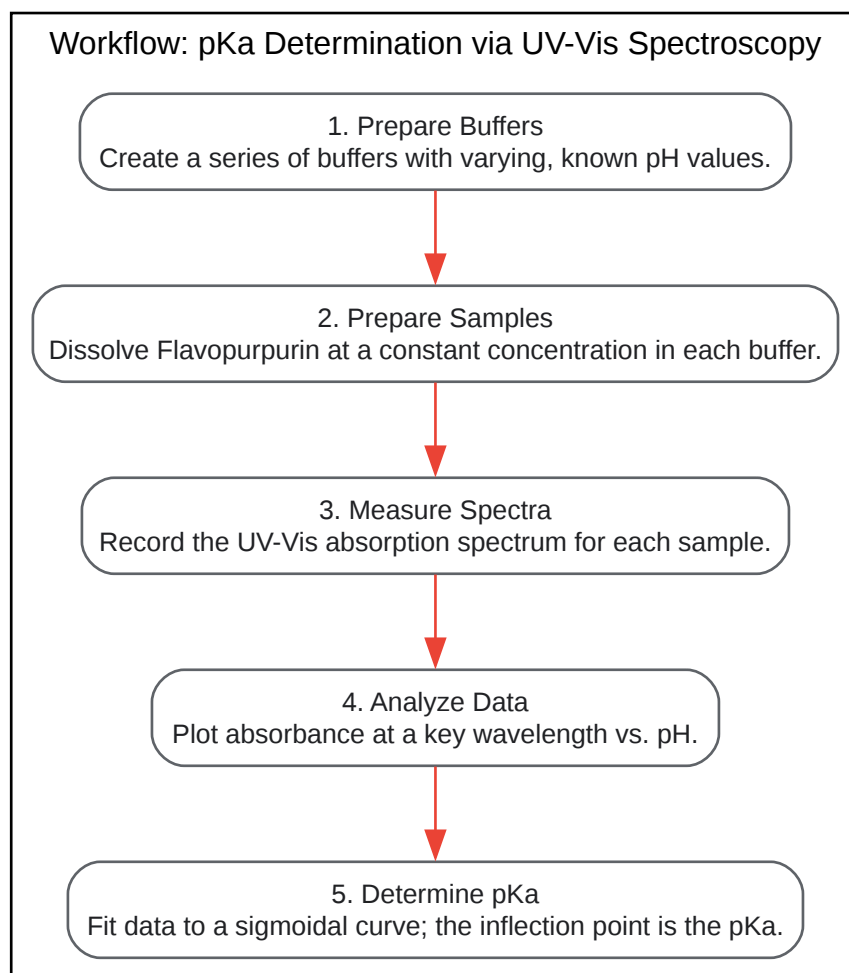 Workflow: pKa Determination via UV-Vis Spectroscopy
1. Prepare Buffers
Create a series of buffers with varying, known pH values.
2. Prepare Samples
Dissolve Flavopurpurin at a constant concentration in each buffer.
3. Measure Spectra
Record the UV-Vis absorption spectrum for each sample.
4. Analyze Data
Plot absorbance at a key wavelength vs. pH.
5. Determine pKa
Fit data to a sigmoidal curve; the inflection point is the pKa.